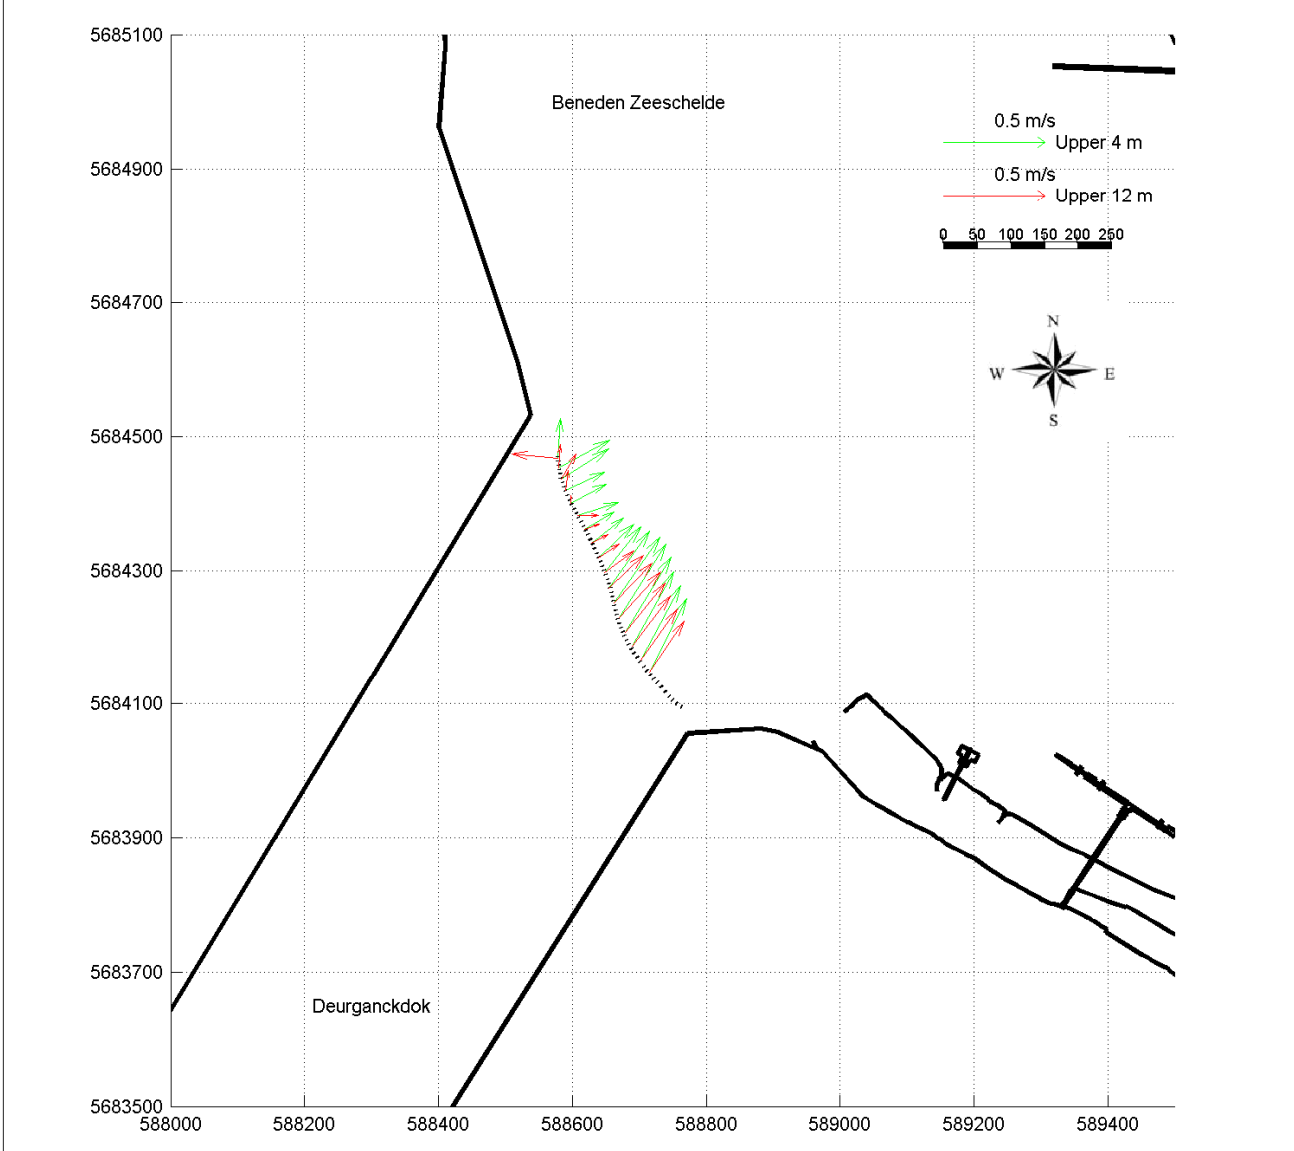 5685100
Beneden Zeeschelde
0.5 m/s
Upper 4 m
5684900
0.5 m/s
Upper 12 m
0 50 100 150 200 250
5684700
N
W E
S
5684500
5684300
5684100
5683900
5683700
Deurganckdok
5683500
588000 588200 588400 588600 588800 589000 589200 589400